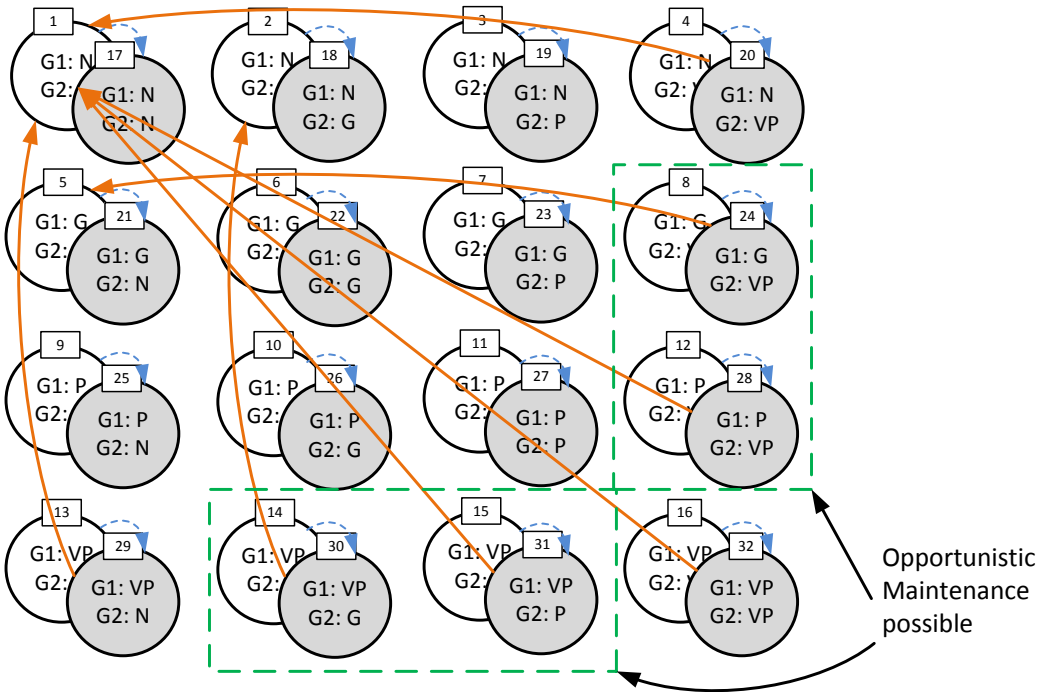 1
2
3
4
17
18
19
20
G1: N
G2:
G1: N
G2: N
G1: N
G2:
G1: N
G2: G
G1: N
G2:
G1: N
G2: P
G1: N
G2:
G1: N
G2: VP
5
6
7
8
21
22
23
24
G1: G
G2:
G1: G
G2: N
G1: G
G2:
G1: G
G2: G
G1: G
G2:
G1: G
G2: P
G1: G
G2:
G1: G
G2: VP
9
10
11
12
25
26
27
28
G1: P
G2:
G1: P
G2: N
G1: P
G2:
G1: P
G2: G
G1: P
G2:
G1: P
G2: P
G1: P
G2:
G1: P
G2: VP
13
14
15
16
29
30
31
32
G1: VP
G2:
G1: VP
G2: N
G1: VP
G2:
G1: VP
G2: G
G1: VP
G2:
G1: VP
G2: P
G1: VP
G2:
G1: VP
G2: VP
Opportunistic
Maintenance
possible